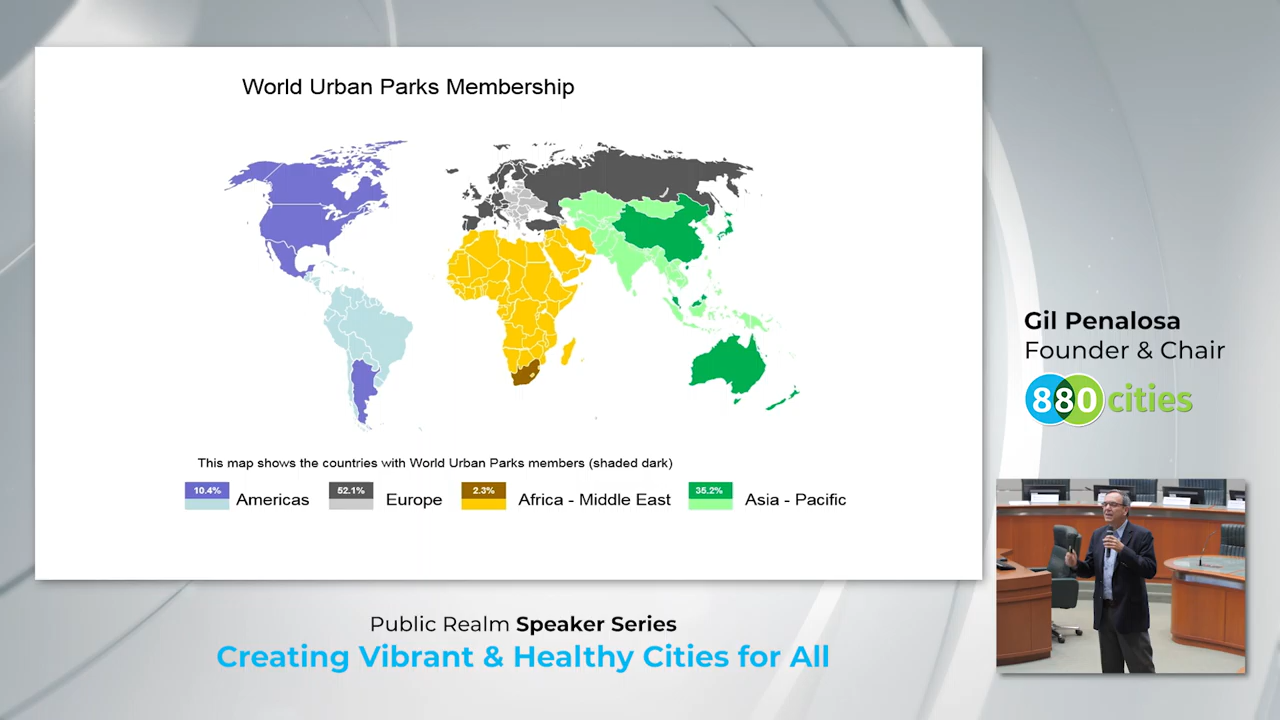 World Urban Parks Membership
This map shows the countries with World Urban Parks members (shaded dark)
10.4% Americas
52.1% Europe
2.3% Africa - Middle East
35.2% Asia - Pacific
Gil Penalosa
Founder & Chair
880 cities
Public Realm Speaker Series
Creating Vibrant & Healthy Cities for All